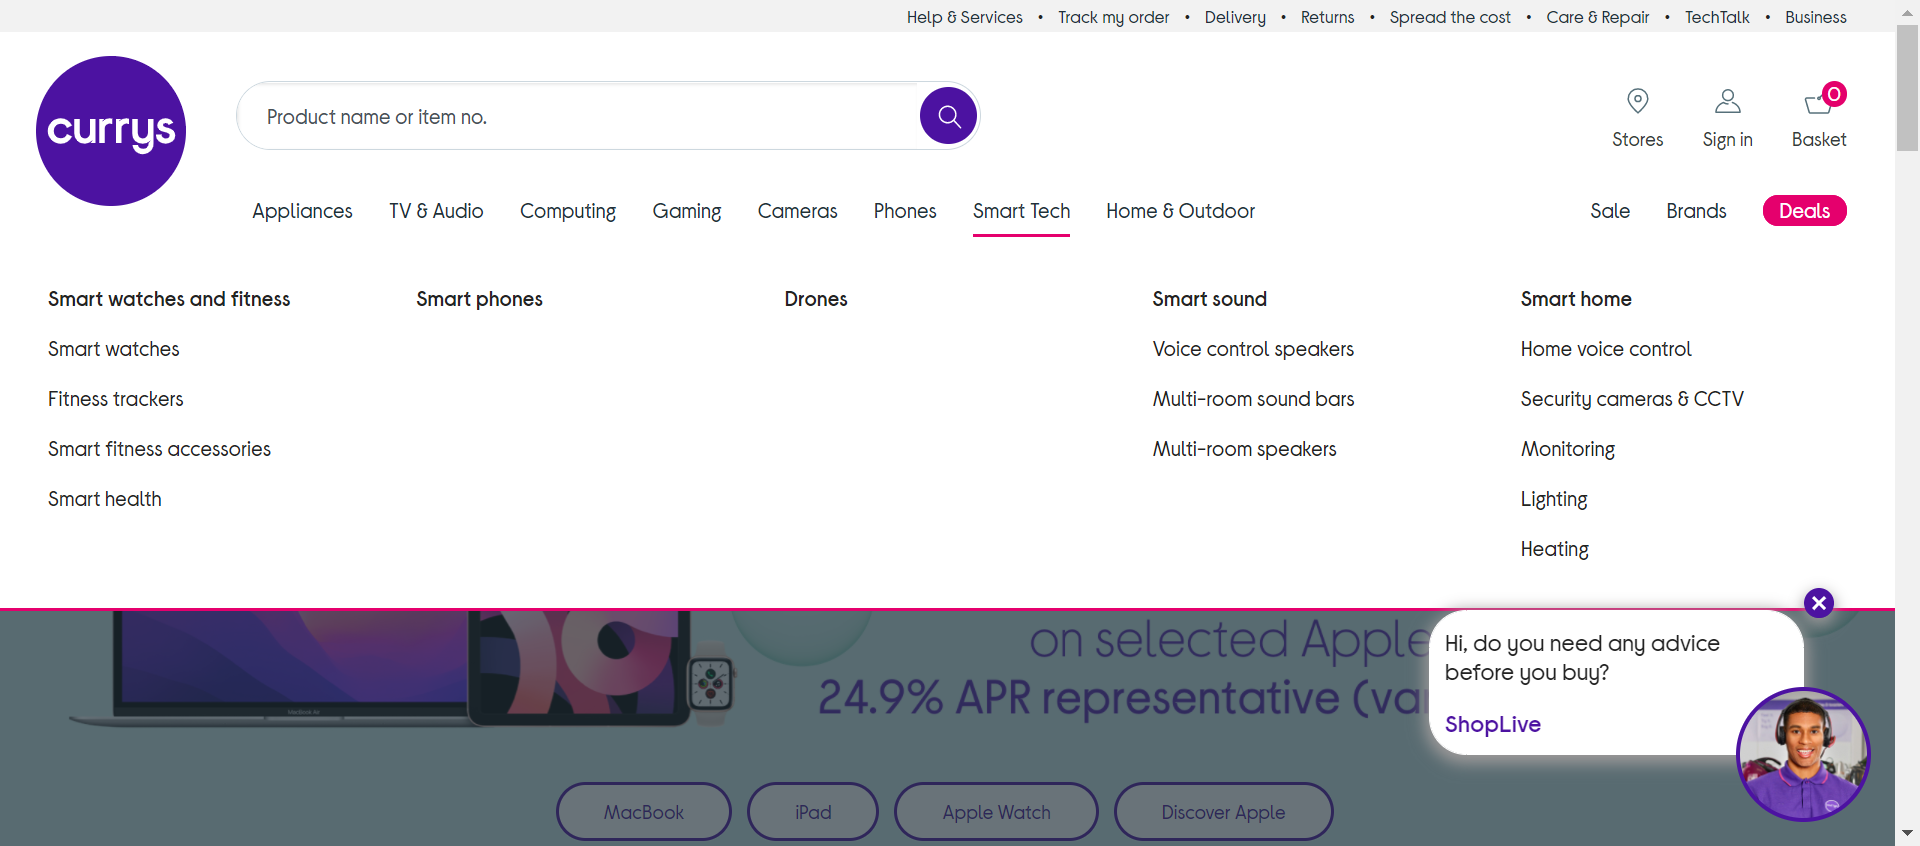 Help & Services • Track my order • Delivery • Returns • Spread the cost • Care & Repair • TechTalk • Business
currys
Product name or item no.
Stores
Sign in
0
Basket
Appliances
TV & Audio
Computing
Gaming
Cameras
Phones
Smart Tech
Home & Outdoor
Sale
Brands
Deals
Smart watches and fitness
Smart watches
Fitness trackers
Smart fitness accessories
Smart health
Smart phones
Drones
Smart sound
Voice control speakers
Multi-room sound bars
Multi-room speakers
Smart home
Home voice control
Security cameras & CCTV
Monitoring
Lighting
Heating
on selected Apple
24.9% APR representative (var
MacBook Air
Hi, do you need any advice
before you buy?
ShopLive
MacBook
iPad
Apple Watch
Discover Apple